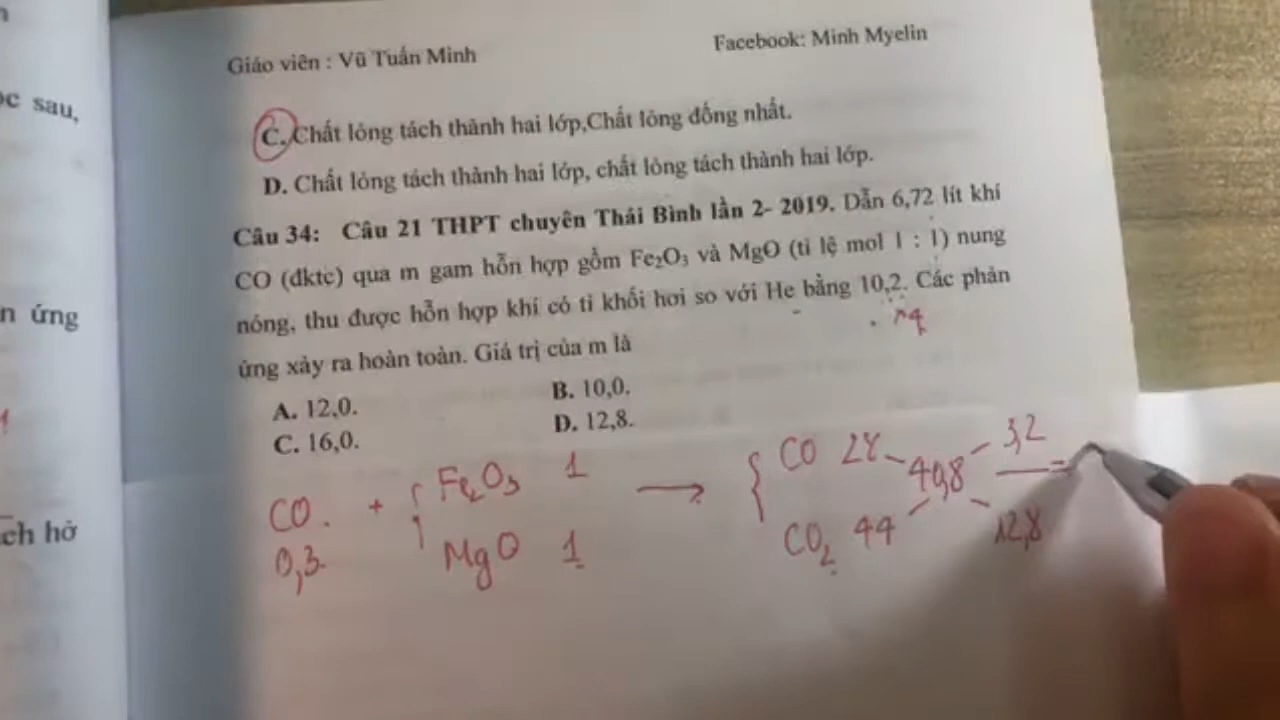 ọc sau,
n ứng
ch hở
Giáo viên : Vũ Tuấn Minh
Facebook: Minh Myelin
C. Chất lỏng tách thành hai lớp,Chất lỏng đồng nhất.
D. Chất lỏng tách thành hai lớp, chất lỏng tách thành hai lớp.
Câu 34: Câu 21 THPT chuyên Thái Bình lần 2- 2019. Dẫn 6,72 lít khí
CO (đktc) qua m gam hỗn hợp gồm Fe₂O₃ và MgO (tỉ lệ mol 1 : 1) nung
nóng, thu được hỗn hợp khí có tỉ khối hơi so với He bằng 10,2. Các phản
ứng xảy ra hoàn toàn. Giá trị của m là
×4
A. 12,0.
B. 10,0.
C. 16,0.
D. 12,8.
CO + { Fe₂O₃ 1 → { CO 28 40,8 3,2 =
0,3 MgO 1 CO₂ 44 12,8